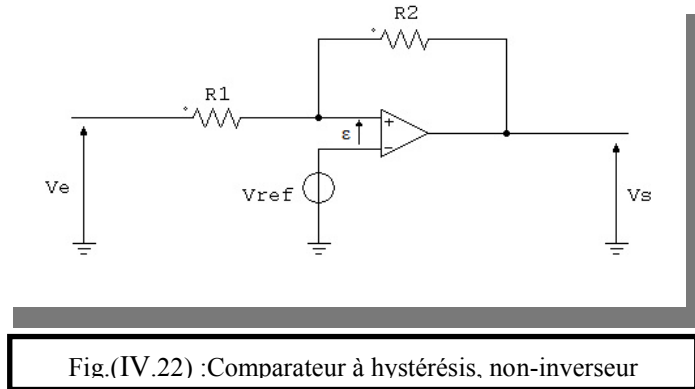 R2
R1
+
ε
−
Ve
Vref
Vs
Fig.(IV.22) :Comparateur à hystérésis, non-inverseur